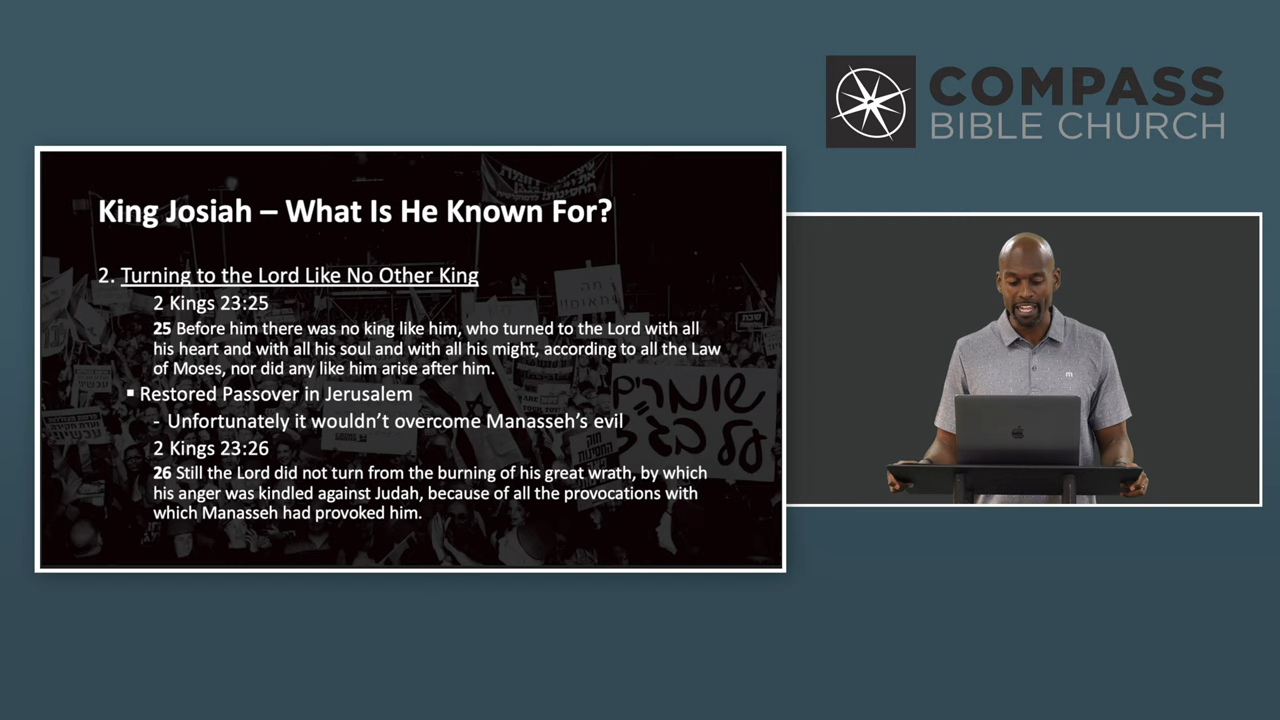 COMPASS
BIBLE CHURCH
King Josiah – What Is He Known For?
2. Turning to the Lord Like No Other King
2 Kings 23:25
25 Before him there was no king like him, who turned to the Lord with all
his heart and with all his soul and with all his might, according to all the Law
of Moses, nor did any like him arise after him.
▪ Restored Passover in Jerusalem
- Unfortunately it wouldn’t overcome Manasseh’s evil
2 Kings 23:26
26 Still the Lord did not turn from the burning of his great wrath, by which
his anger was kindled against Judah, because of all the provocations with
which Manasseh had provoked him.
שומרים
על בג״ץ
m